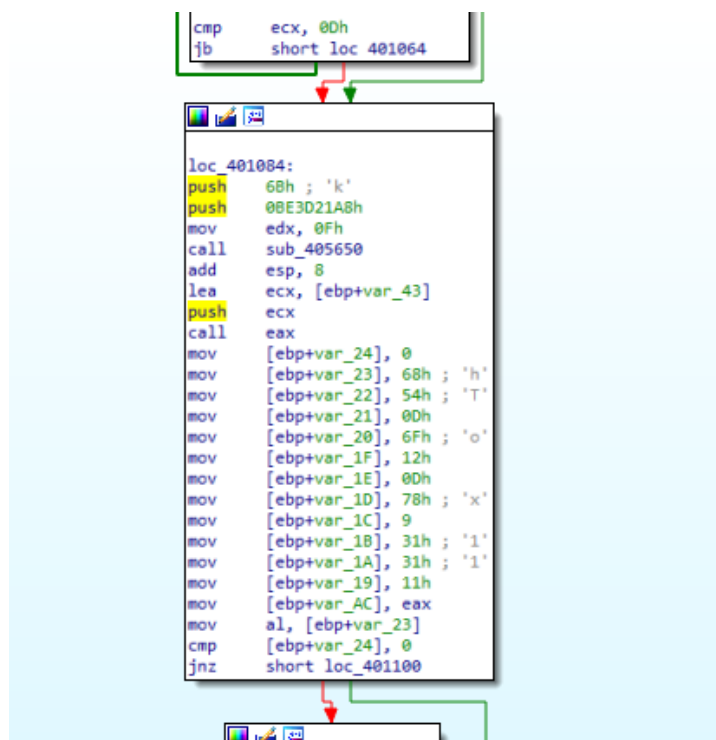 cmp ecx, 0Dh
jb short loc_401064
loc_401084:
push 6Bh ; 'k'
push 0BE3D21A8h
mov edx, 0Fh
call sub_405650
add esp, 8
lea ecx, [ebp+var_43]
push ecx
call eax
mov [ebp+var_24], 0
mov [ebp+var_23], 68h ; 'h'
mov [ebp+var_22], 54h ; 'T'
mov [ebp+var_21], 0Dh
mov [ebp+var_20], 6Fh ; 'o'
mov [ebp+var_1F], 12h
mov [ebp+var_1E], 0Dh
mov [ebp+var_1D], 78h ; 'x'
mov [ebp+var_1C], 9
mov [ebp+var_1B], 31h ; '1'
mov [ebp+var_1A], 31h ; '1'
mov [ebp+var_19], 11h
mov [ebp+var_AC], eax
mov al, [ebp+var_23]
cmp [ebp+var_24], 0
jnz short loc_401100